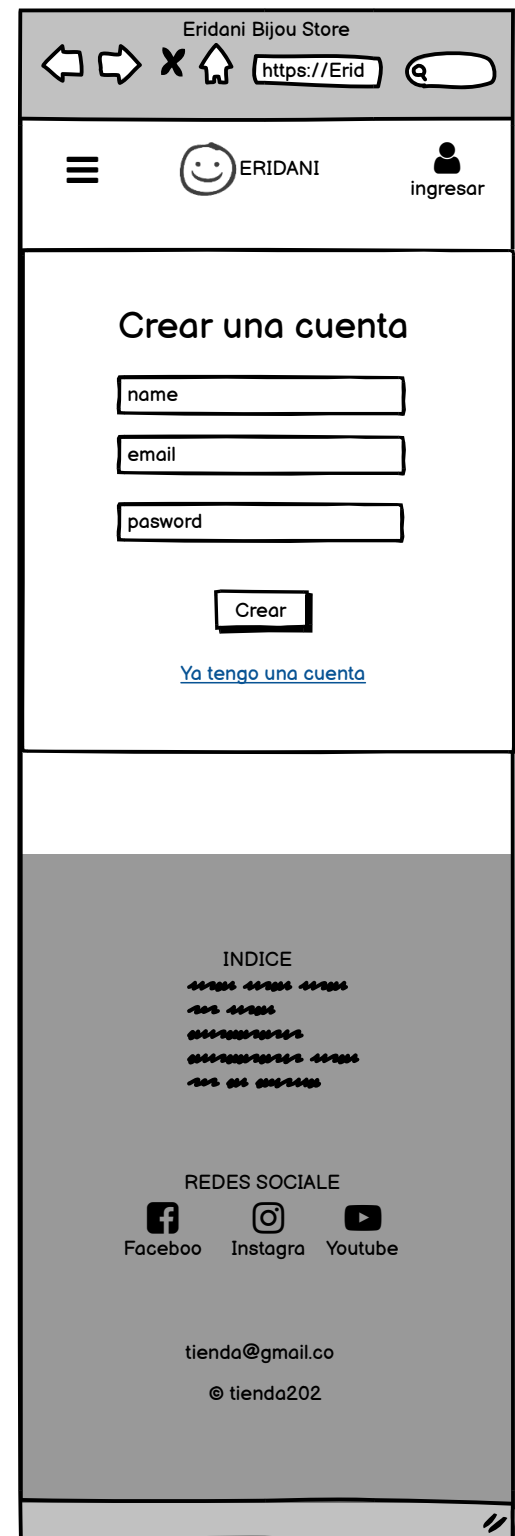 Eridani Bijou Store
https://Erid
ERIDANI
ingresar
Crear una cuenta
name
email
pasword
Crear
Ya tengo una cuenta
INDICE
REDES SOCIALE
Faceboo Instagra Youtube
tienda@gmail.co
© tienda202